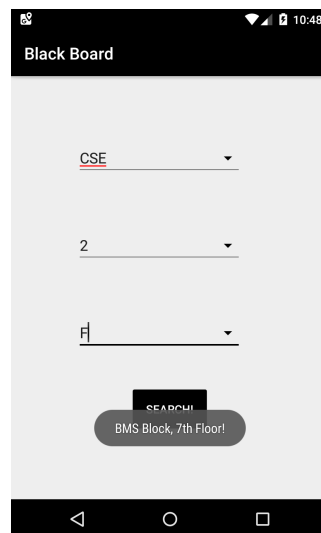 10:48
Black Board
CSE
2
F
SEARCH!
BMS Block, 7th Floor!